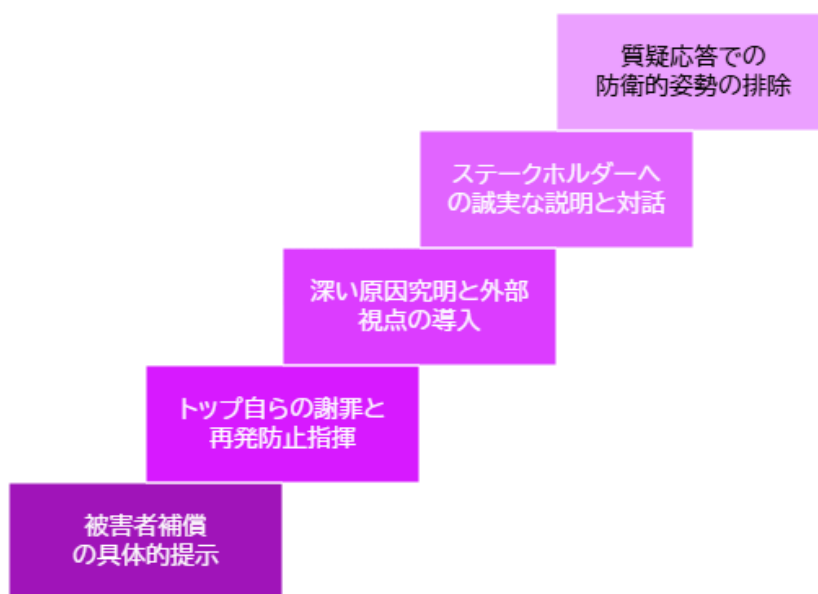 質疑応答での
防衛的姿勢の排除
ステークホルダーへ
の誠実な説明と対話
深い原因究明と外部
視点の導入
トップ自らの謝罪と
再発防止指揮
被害者補償
の具体的提示